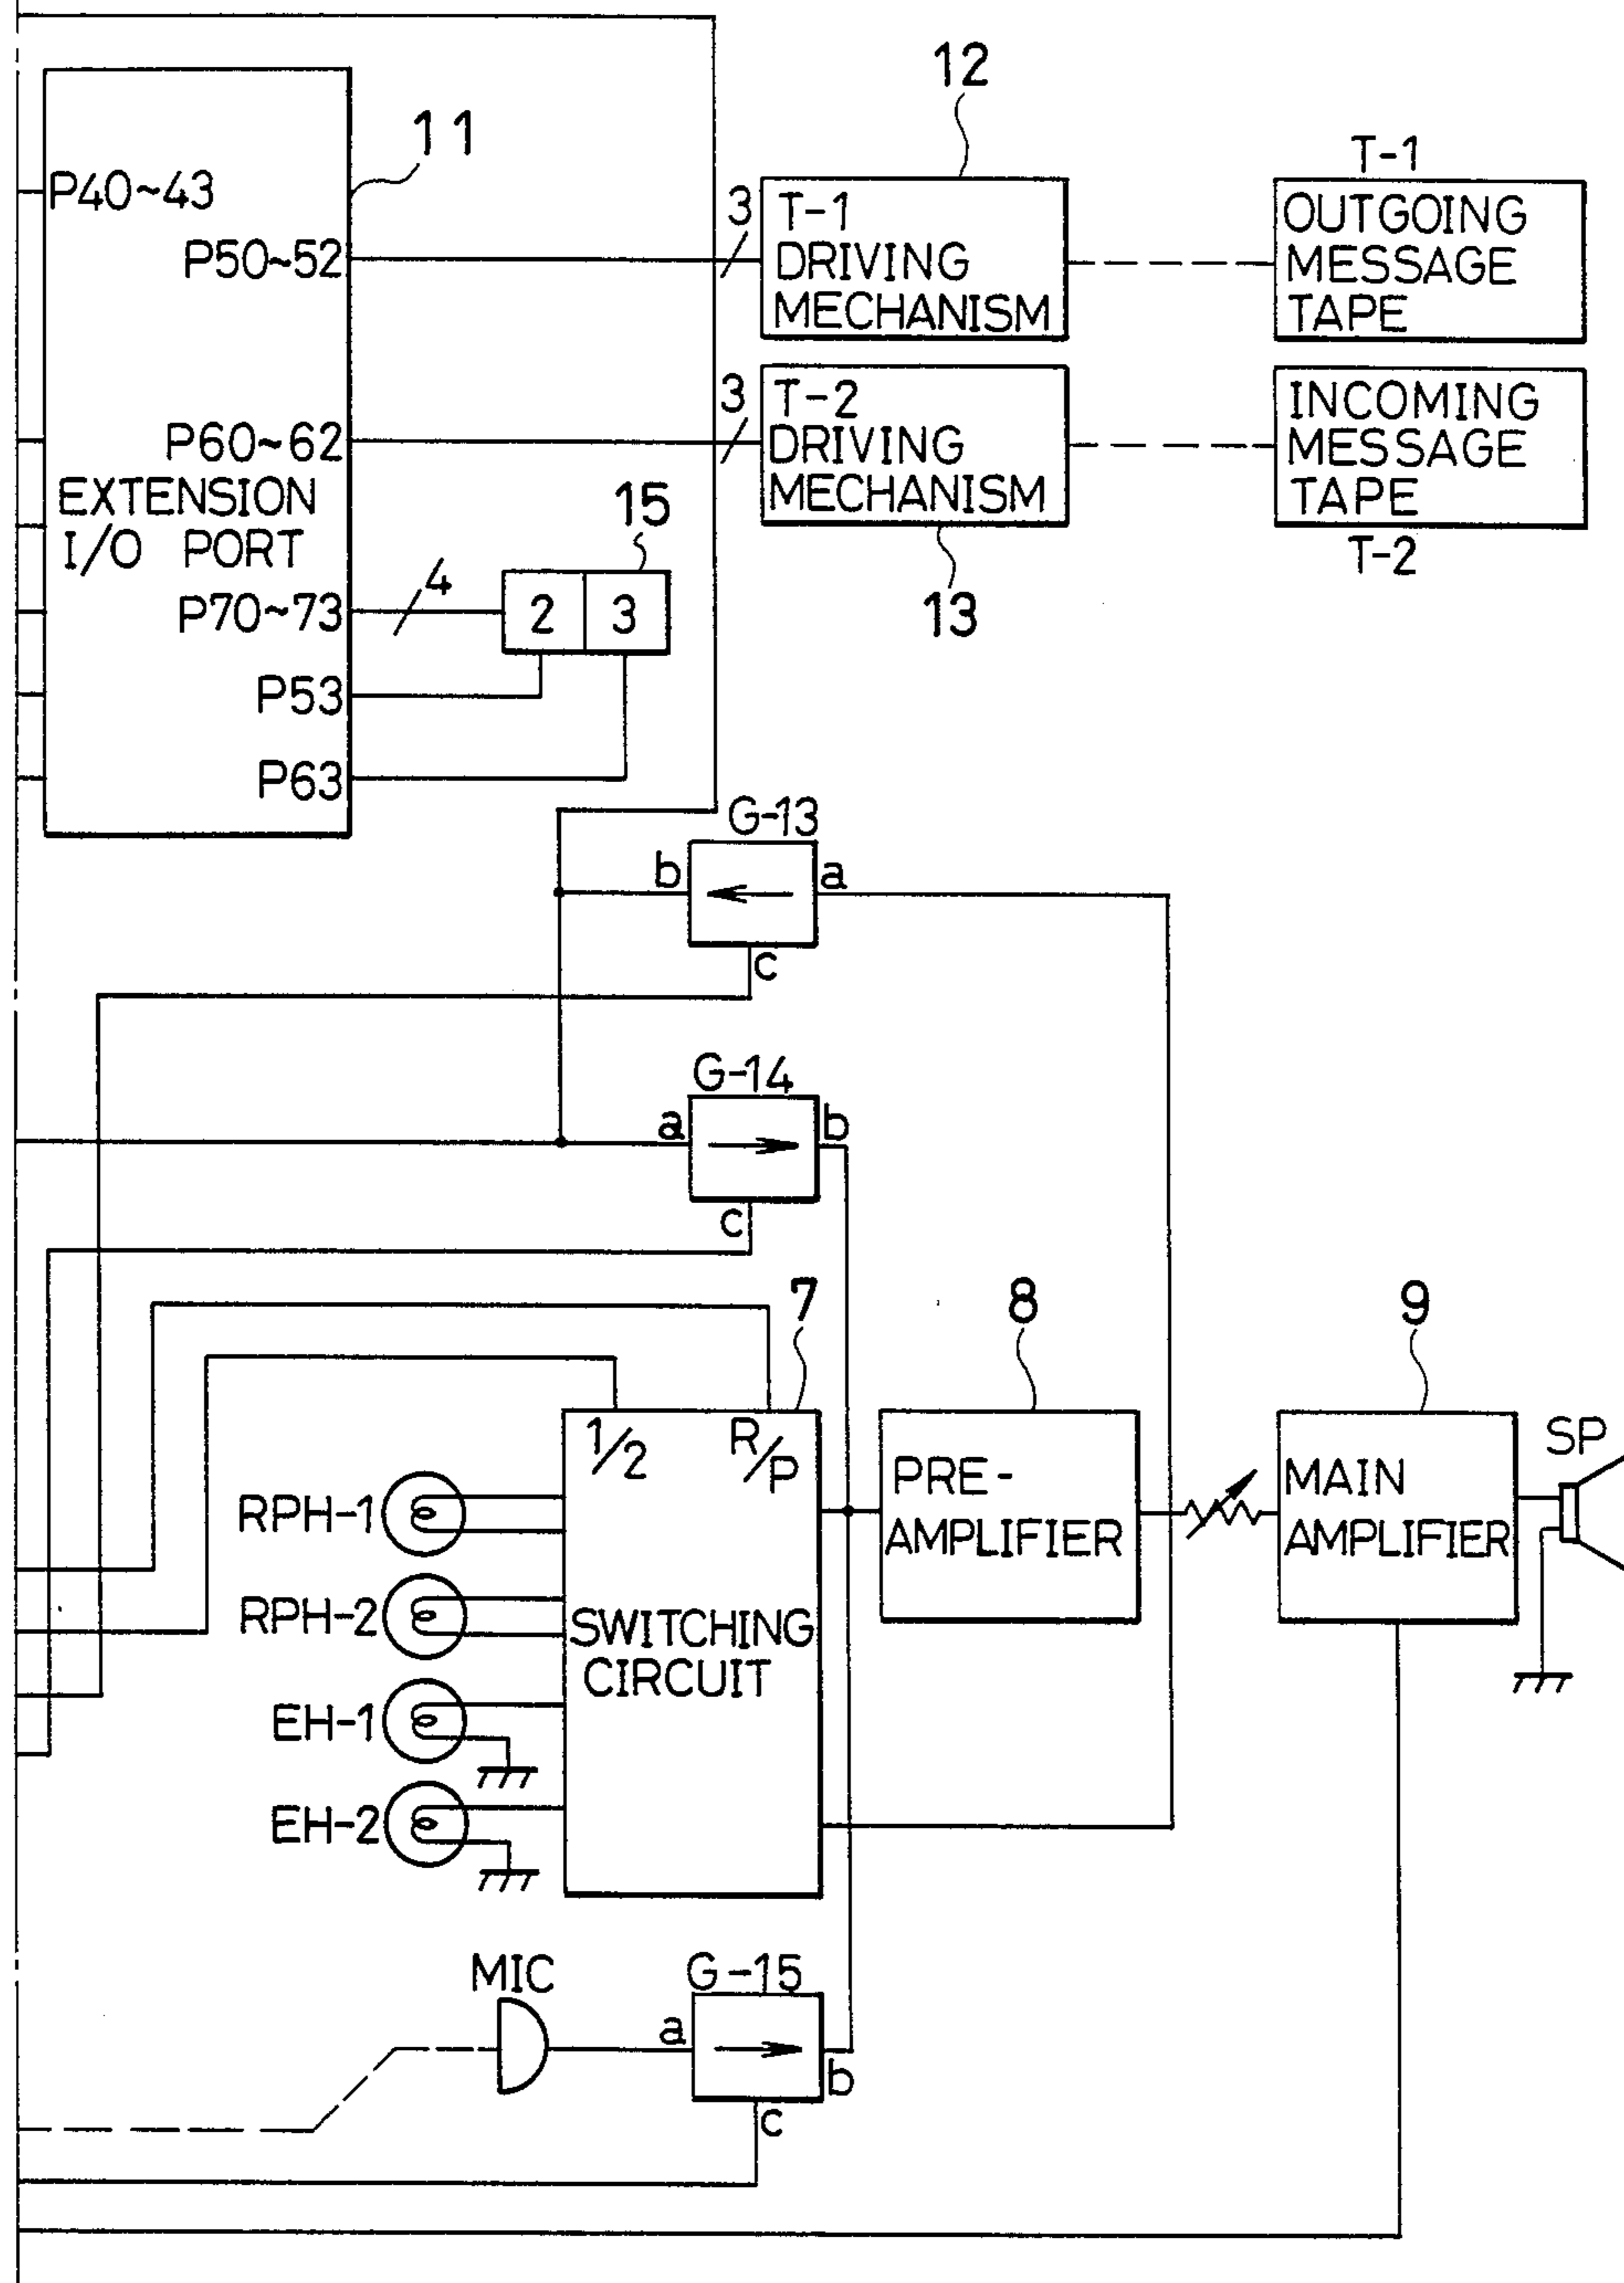 12
11
T-1
P40~43
3
T-1
DRIVING
MECHANISM
OUTGOING
MESSAGE
TAPE
P50~52
3
T-2
DRIVING
MECHANISM
INCOMING
MESSAGE
TAPE
P60~62
EXTENSION
I/O PORT
15
T-2
13
4
P70~73
2 3
P53
P63
G-13
b
a
c
G-14
a
b
c
7
8
9
1/2
R/P
SP
PRE-
AMPLIFIER
MAIN
AMPLIFIER
RPH-1
RPH-2
SWITCHING
CIRCUIT
EH-1
EH-2
MIC
G-15
a
b
c